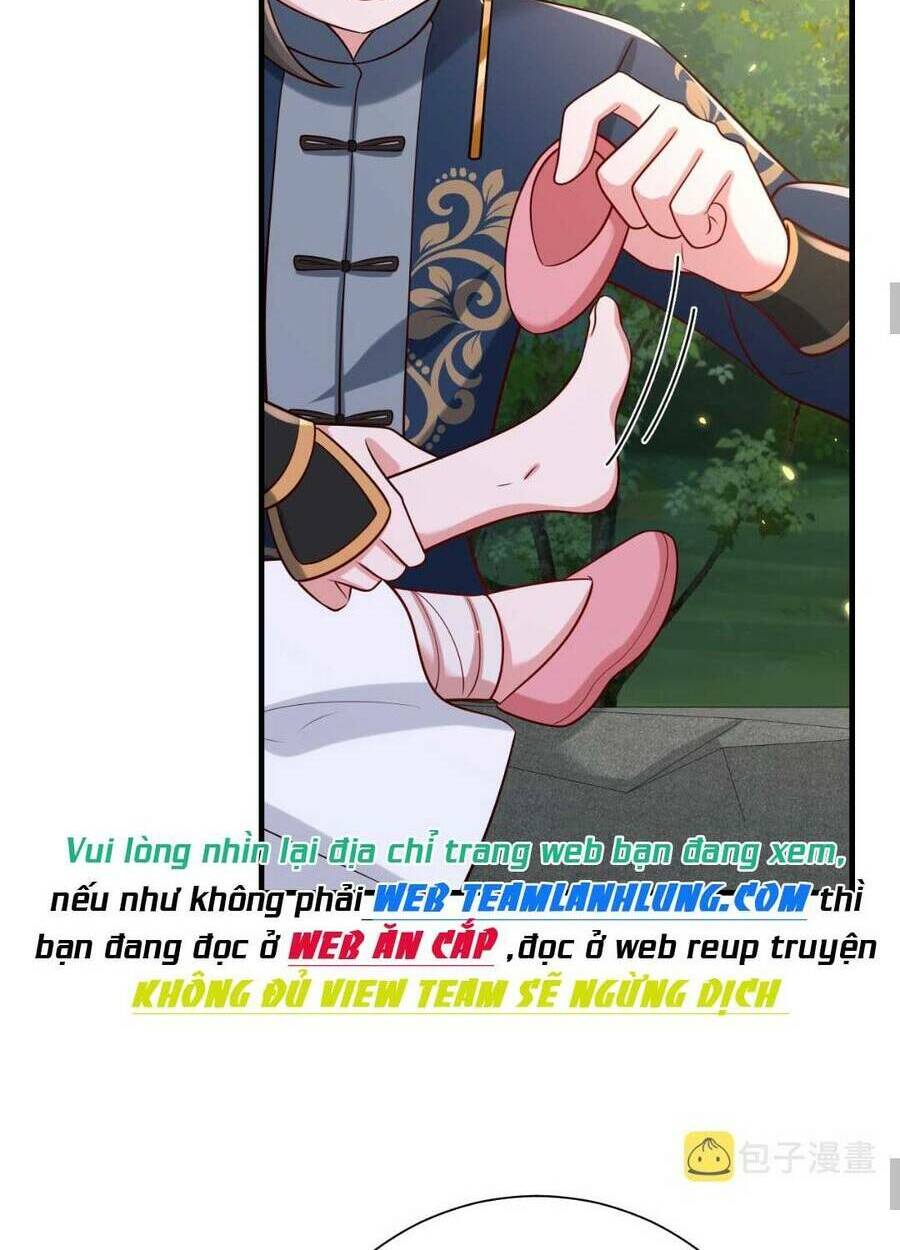 Vui lòng nhìn lại địa chỉ trang web bạn đang xem,
nếu như không phải WEB TEAMLANHLUNG.COM thì
bạn đang đọc ở WEB ĂN CẮP ,đọc ở web reup truyện
KHÔNG ĐỦ VIEW TEAM SẼ NGỪNG DỊCH
包子漫畫